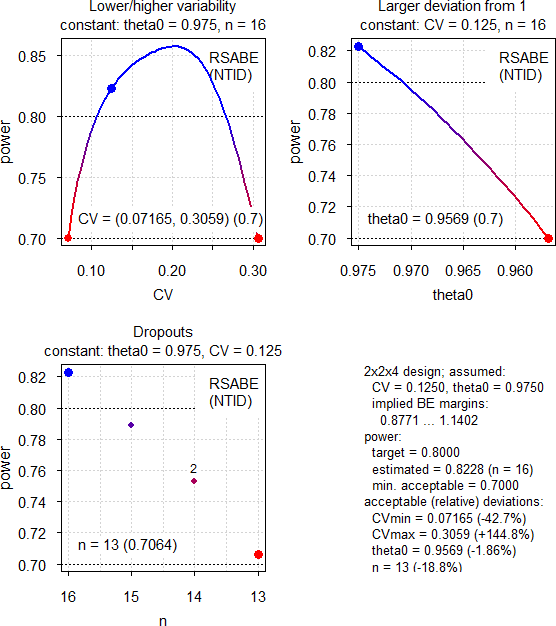 Lower/higher variability
constant: theta0 = 0.975, n = 16
RSABE
(NTID)
0.85
0.80
0.75
0.70
power
CV = (0.07165, 0.3059) (0.7)
0.10
0.20
0.30
CV
Larger deviation from 1
constant: CV = 0.125, n = 16
RSABE
(NTID)
0.82
0.80
0.78
0.76
0.74
0.72
0.70
power
theta0 = 0.9569 (0.7)
0.975
0.970
0.965
0.960
theta0
Dropouts
constant: theta0 = 0.975, CV = 0.125
RSABE
(NTID)
0.82
0.80
0.78
0.76
0.74
0.72
0.70
power
2
n = 13 (0.7064)
16
15
14
13
n
2x2x4 design; assumed:
CV = 0.1250, theta0 = 0.9750
implied BE margins:
0.8771 ... 1.1402
power:
target = 0.8000
estimated = 0.8228 (n = 16)
min. acceptable = 0.7000
acceptable (relative) deviations:
CVmin = 0.07165 (-42.7%)
CVmax = 0.3059 (+144.8%)
theta0 = 0.9569 (-1.86%)
n = 13 (-18.8%)